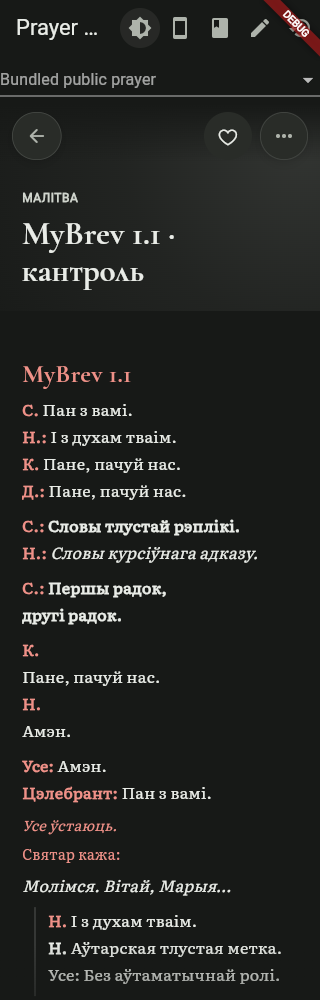 Prayer ...
DEBUG
Bundled public prayer
МАЛІТВА
MyBrev 1.1 ·
кантроль
MyBrev 1.1
С. Пан з вамі.
Н.: І з духам тваім.
К. Пане, пачуй нас.
Д.: Пане, пачуй нас.
С.: Словы тлустай рэплікі.
Н.: Словы курсіўнага адказу.
С.: Першы радок,
другі радок.
К.
Пане, пачуй нас.
Н.
Амэн.
Усе: Амэн.
Цэлебрант: Пан з вамі.
Усе ўстаюць.
Святар кажа:
Молімся. Вітай, Марыя...
Н. І з духам тваім.
Н. Аўтарская тлустая метка.
Усе: Без аўтаматычнай ролі.